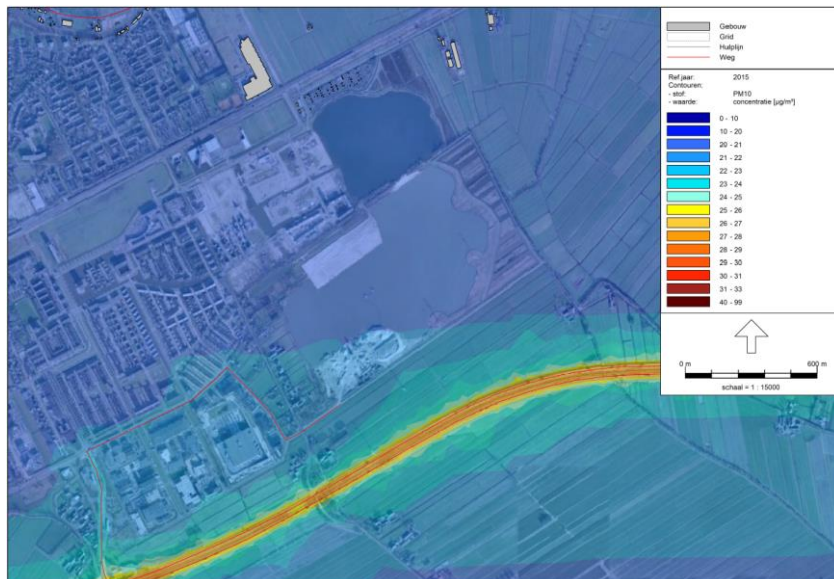 Gebouw
Grid
Hulplijn
Weg
Ref.jaar: 2015
Contouren:
- stof: PM10
- waarde: concentratie [µg/m³]
0 - 10
10 - 20
20 - 21
21 - 22
22 - 23
23 - 24
24 - 25
25 - 26
26 - 27
27 - 28
28 - 29
29 - 30
30 - 31
31 - 33
40 - 99
0 m 600 m
schaal = 1 : 15000